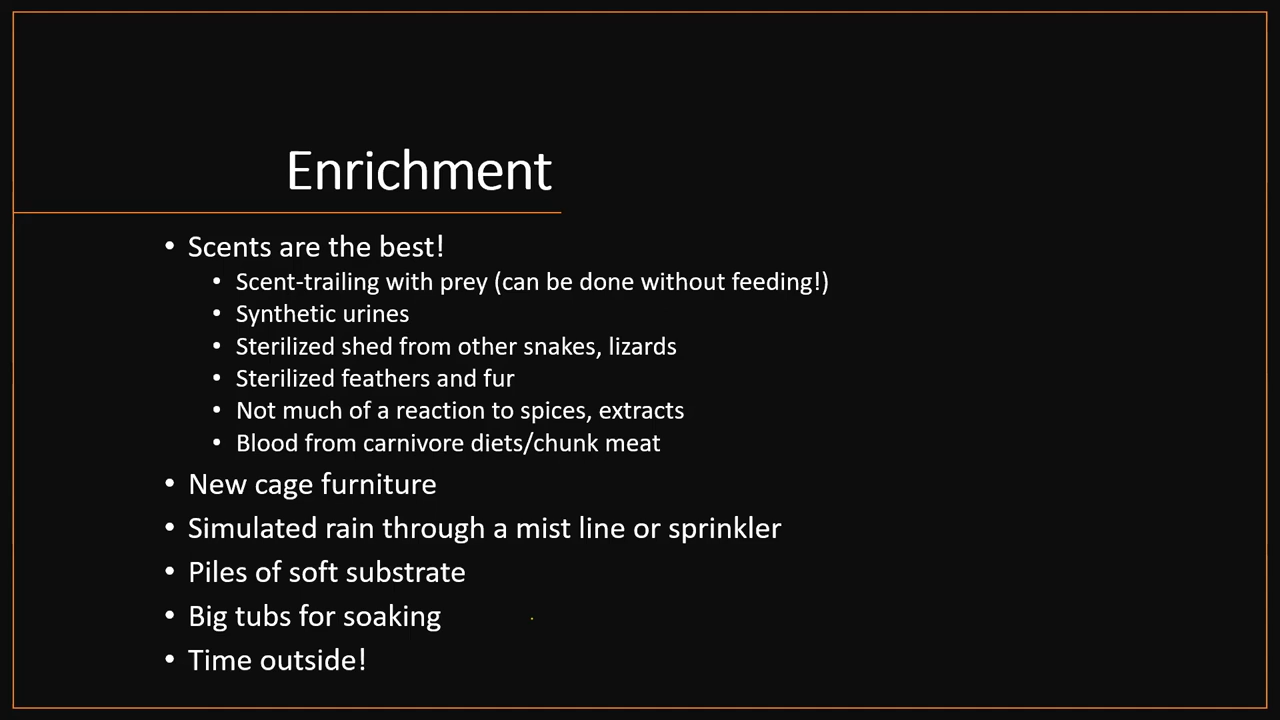 Enrichment
• Scents are the best!
• Scent-trailing with prey (can be done without feeding!)
• Synthetic urines
• Sterilized shed from other snakes, lizards
• Sterilized feathers and fur
• Not much of a reaction to spices, extracts
• Blood from carnivore diets/chunk meat
• New cage furniture
• Simulated rain through a mist line or sprinkler
• Piles of soft substrate
• Big tubs for soaking
• Time outside!